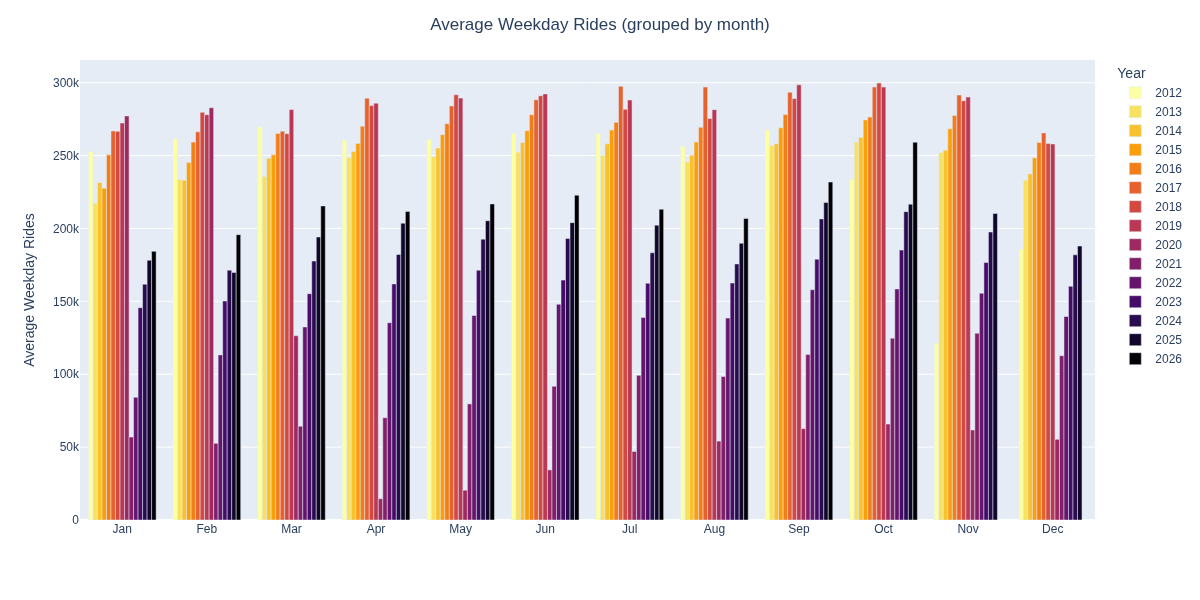 Average Weekday Rides (grouped by month)
Average Weekday Rides
300k
250k
200k
150k
100k
50k
0
Jan Feb Mar Apr May Jun Jul Aug Sep Oct Nov Dec
Year
2012
2013
2014
2015
2016
2017
2018
2019
2020
2021
2022
2023
2024
2025
2026